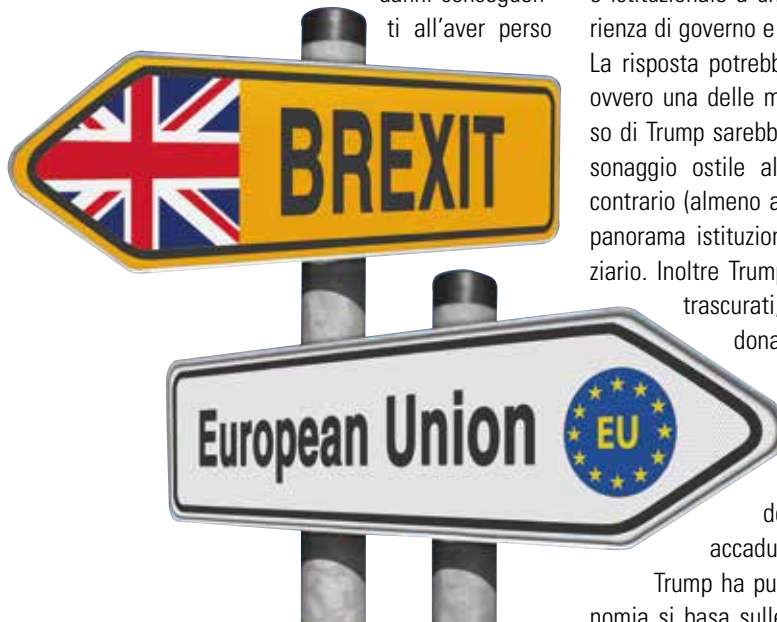 danni conseguen-
ti all'aver perso
BREXIT
European Union
EU
rienza di governo e
La risposta potrebb
ovvero una delle m
so di Trump sarebb
sonaggio ostile al
contrario (almeno a
panorama istituzion
ziario. Inoltre Trump
trascurati,
dona
de
accadu
Trump ha pu
nomia si basa sulle